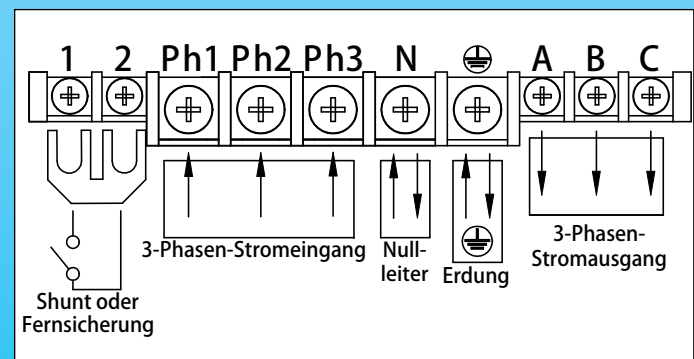 1 2 Ph1 Ph2 Ph3 N A B C
3-Phasen-Stromeingang
Null-
leiter
Erdung
3-Phasen-
Stromausgang
Shunt oder
Fernsicherung